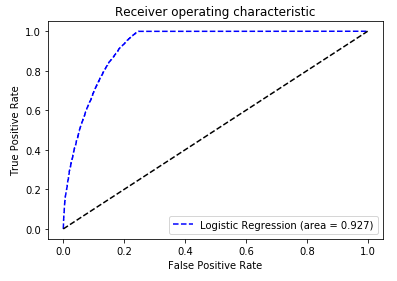 Receiver operating characteristic
True Positive Rate
1.0
0.8
0.6
0.4
0.2
0.0
Logistic Regression (area = 0.927)
0.0 0.2 0.4 0.6 0.8 1.0
False Positive Rate